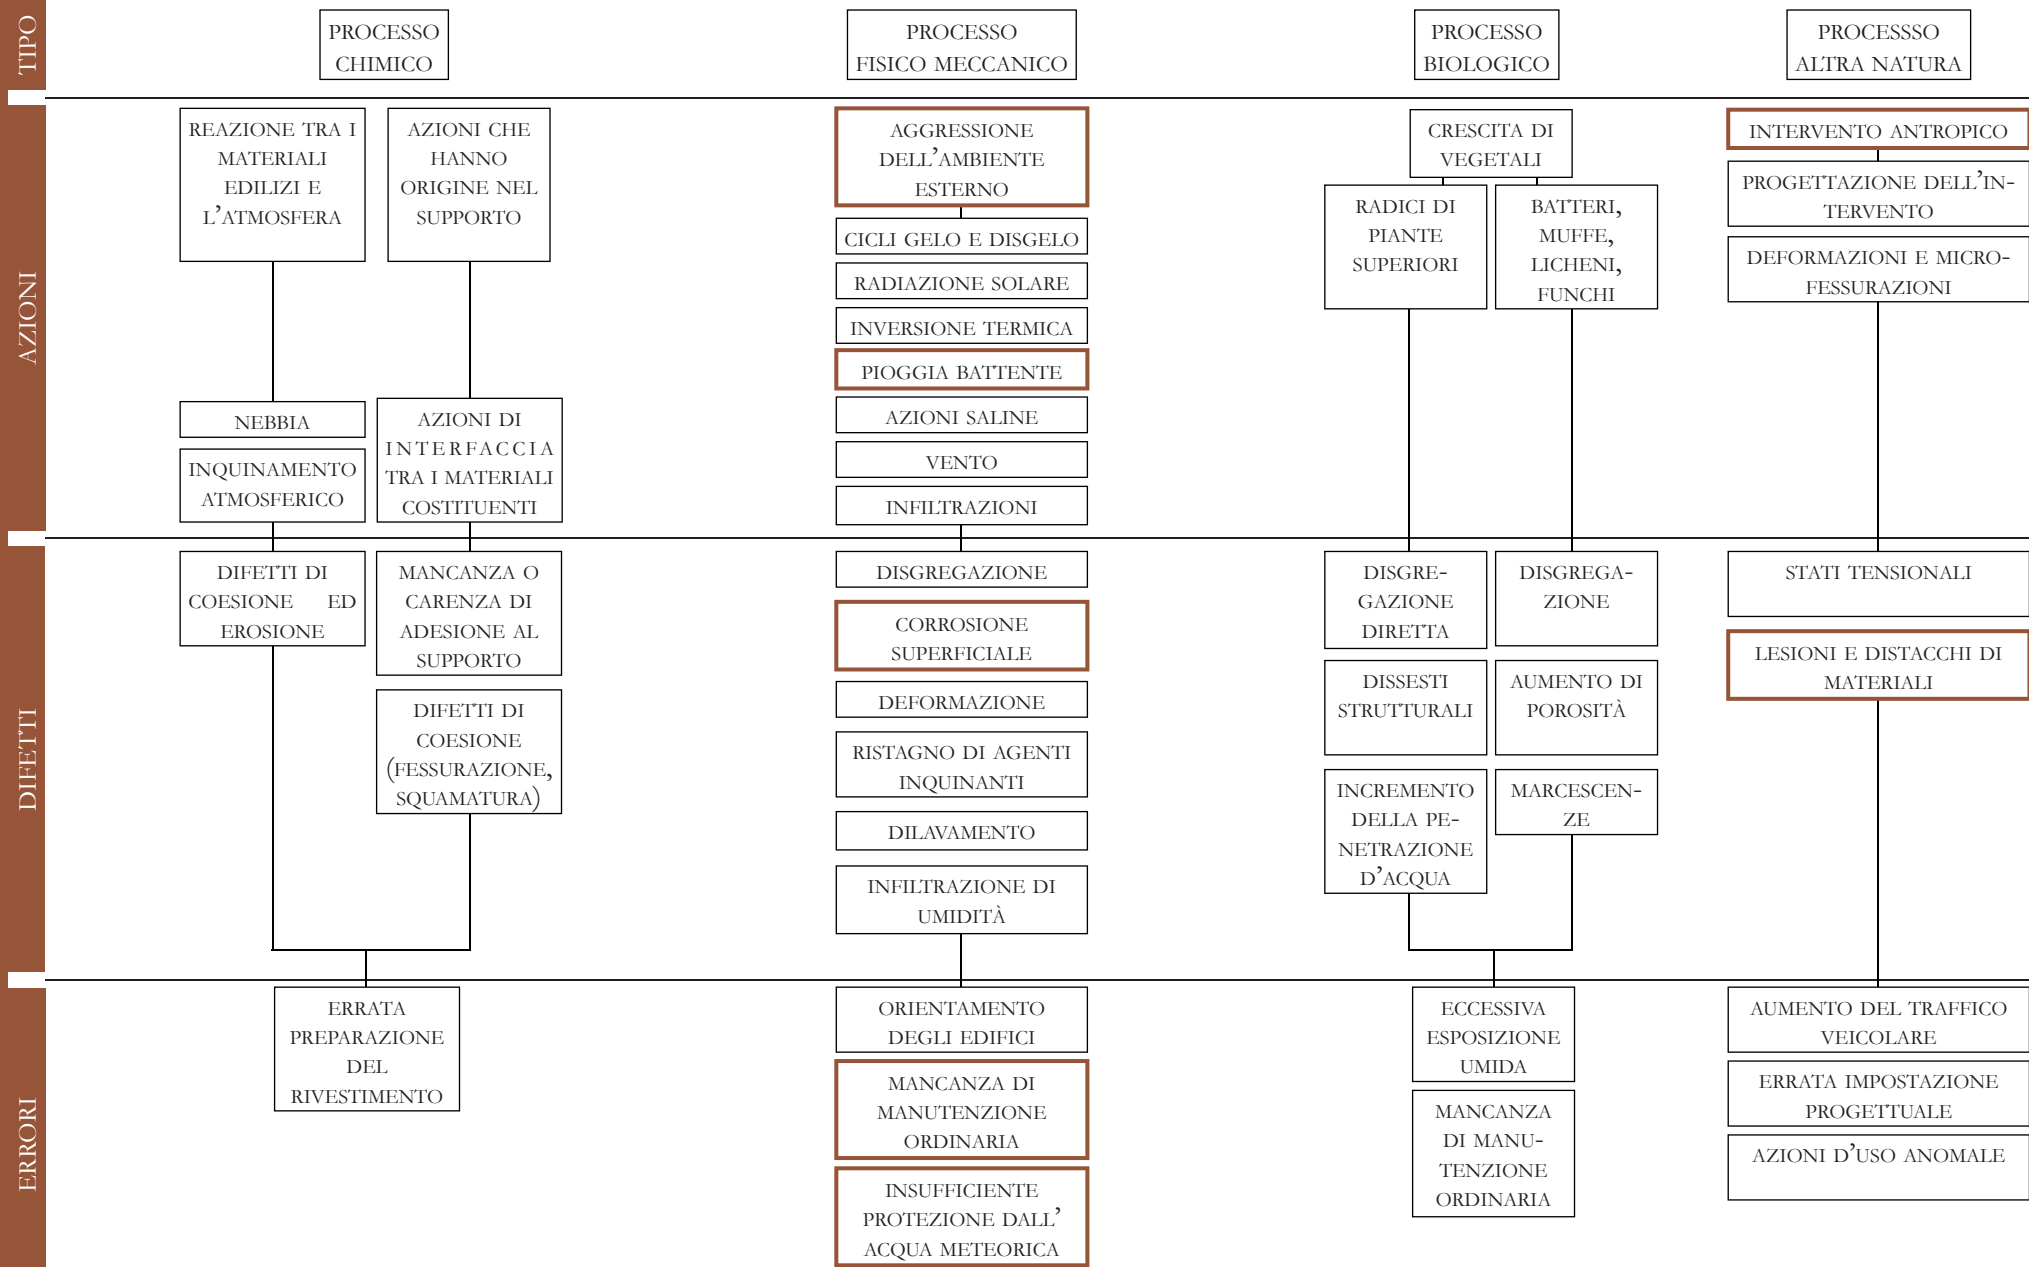 TIPO
PROCESSO
CHIMICO
PROCESSO
FISICO MECCANICO
PROCESSO
BIOLOGICO
PROCESSSO
ALTRA NATURA
AZIONI
REAZIONE TRA I
MATERIALI
EDILIZI E
L'ATMOSFERA
NEBBIA
INQUINAMENTO
ATMOSFERICO
AZIONI CHE
HANNO
ORIGINE NEL
SUPPORTO
AZIONI DI
INTERFACCIA
TRA I MATERIALI
COSTITUENTI
AGGRESSIONE
DELL'AMBIENTE
ESTERNO
CICLI GELO E DISGELO
RADIAZIONE SOLARE
INVERSIONE TERMICA
PIOGGIA BATTENTE
AZIONI SALINE
VENTO
INFILTRAZIONI
CRESCITA DI
VEGETALI
RADICI DI
PIANTE
SUPERIORI
BATTERI,
MUFFE,
LICHENI,
FUNCHI
INTERVENTO ANTROPICO
PROGETTAZIONE DELL'IN-
TERVENTO
DEFORMAZIONI E MICRO-
FESSURAZIONI
DIFETTI
DIFETTI DI
COESIONE ED
EROSIONE
MANCANZA O
CARENZA DI
ADESIONE AL
SUPPORTO
DIFETTI DI
COESIONE
(FESSURAZIONE,
SQUAMATURA)
DISGREGAZIONE
CORROSIONE
SUPERFICIALE
DEFORMAZIONE
RISTAGNO DI AGENTI
INQUINANTI
DILAVAMENTO
INFILTRAZIONE DI
UMIDITÀ
DISGRE-
GAZIONE
DIRETTA
DISSESTI
STRUTTURALI
INCREMENTO
DELLA PE-
NETRAZIONE
D'ACQUA
DISGREGA-
ZIONE
AUMENTO DI
POROSITÀ
MARCESCEN-
ZE
STATI TENSIONALI
LESIONI E DISTACCHI DI
MATERIALI
ERRORI
ERRATA
PREPARAZIONE
DEL
RIVESTIMENTO
ORIENTAMENTO
DEGLI EDIFICI
MANCANZA DI
MANUTENZIONE
ORDINARIA
INSUFFICIENTE
PROTEZIONE DALL'
ACQUA METEORICA
ECCESSIVA
ESPOSIZIONE
UMIDA
MANCANZA
DI MANU-
TENZIONE
ORDINARIA
AUMENTO DEL TRAFFICO
VEICOLARE
ERRATA IMPOSTAZIONE
PROGETTUALE
AZIONI D'USO ANOMALE